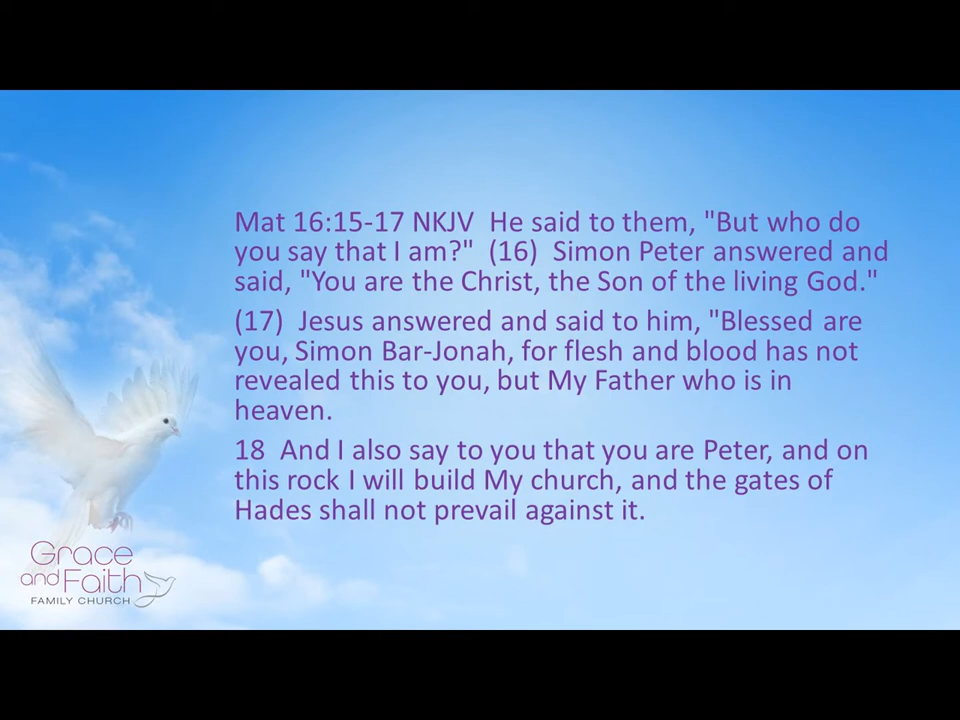 Mat 16:15-17 NKJV  He said to them, "But who do
you say that I am?"  (16)  Simon Peter answered and
said, "You are the Christ, the Son of the living God."
(17)  Jesus answered and said to him, "Blessed are
you, Simon Bar-Jonah, for flesh and blood has not
revealed this to you, but My Father who is in
heaven.
18  And I also say to you that you are Peter, and on
this rock I will build My church, and the gates of
Hades shall not prevail against it.
Grace
and Faith
FAMILY CHURCH